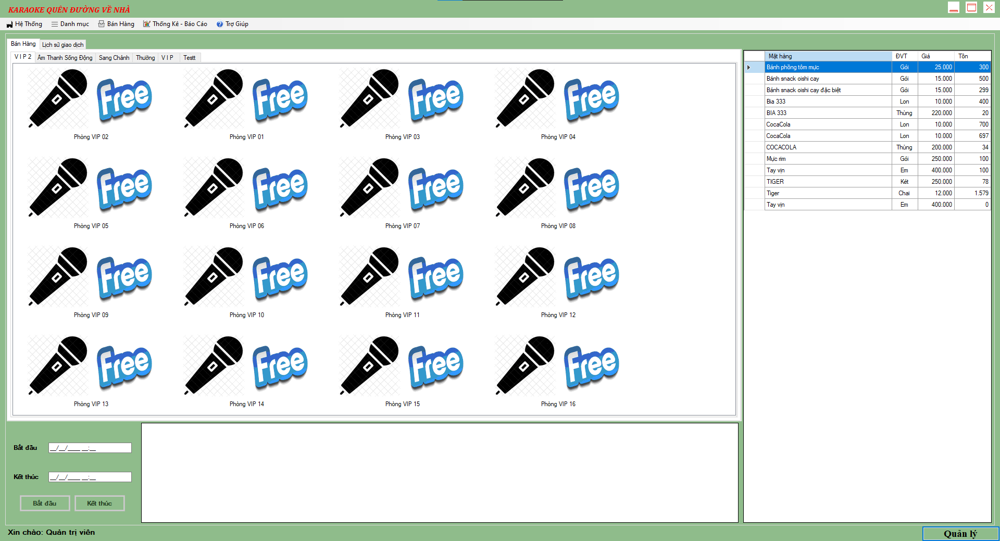 KARAOKE QUÊN ĐƯỜNG VỀ NHÀ
Hệ Thống Danh mục Bán Hàng Thống Kê - Báo Cáo Trợ Giúp
Bán Hàng Lịch sử giao dịch
V I P 2 Âm Thanh Sống Động Sang Chảnh Thường V I P Testt
free free free free
Phòng VIP 02 Phòng VIP 01 Phòng VIP 03 Phòng VIP 04
free free free free
Phòng VIP 05 Phòng VIP 06 Phòng VIP 07 Phòng VIP 08
free free free free
Phòng VIP 09 Phòng VIP 10 Phòng VIP 11 Phòng VIP 12
free free free free
Phòng VIP 13 Phòng VIP 14 Phòng VIP 15 Phòng VIP 16
Mặt hàng ĐVT Giá Tồn
Bánh phồng tôm mực Gói 25.000 300
Bánh snack oishi cay Gói 15.000 500
Bánh snack oishi cay đặc biệt Gói 15.000 299
Bia 333 Lon 10.000 400
BIA 333 Thùng 220.000 20
CocaCola Lon 10.000 700
CocaCola Lon 10.000 697
COCACOLA Thùng 200.000 34
Mực rim Gói 250.000 100
Tay vịn Em 400.000 100
TIGER Két 250.000 78
Tiger Chai 12.000 1.579
Tay vịn Em 400.000 0
Bắt đầu __/__/____ __:__
Kết thúc __/__/____ __:__
Bắt đầu Kết thúc
Xin chào: Quản trị viên
Quản lý